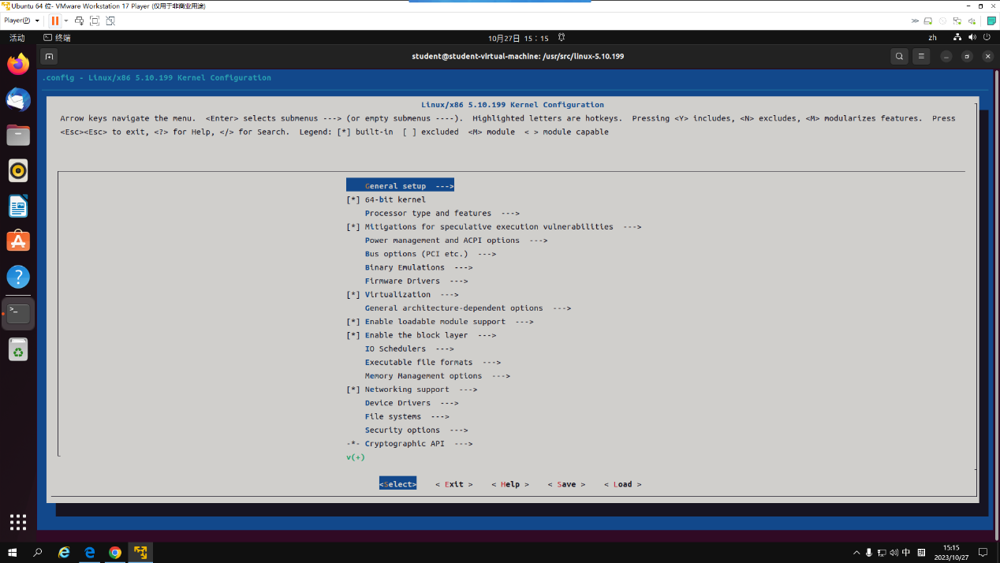 Ubuntu 64 位- VMware Workstation 17 Player (仅用于非商业用途)
Player(P)
活动
终端
10月27日 15：15
zh
student@student-virtual-machine: /usr/src/linux-5.10.199
.config - Linux/x86 5.10.199 Kernel Configuration
Linux/x86 5.10.199 Kernel Configuration
Arrow keys navigate the menu. <Enter> selects submenus ---> (or empty submenus ----). Highlighted letters are hotkeys. Pressing <Y> includes, <N> excludes, <M> modularizes features. Press
<Esc><Esc> to exit, <?> for Help, </> for Search. Legend: [*] built-in [ ] excluded <M> module < > module capable
General setup --->
[*] 64-bit kernel
Processor type and features --->
[*] Mitigations for speculative execution vulnerabilities --->
Power management and ACPI options --->
Bus options (PCI etc.) --->
Binary Emulations --->
Firmware Drivers --->
[*] Virtualization --->
General architecture-dependent options --->
[*] Enable loadable module support --->
[*] Enable the block layer --->
IO Schedulers --->
Executable file formats --->
Memory Management options --->
[*] Networking support --->
Device Drivers --->
File systems --->
Security options --->
-*- Cryptographic API --->
v(+)
<Select> < Exit > < Help > < Save > < Load >
中
拼
15:15
2023/10/27